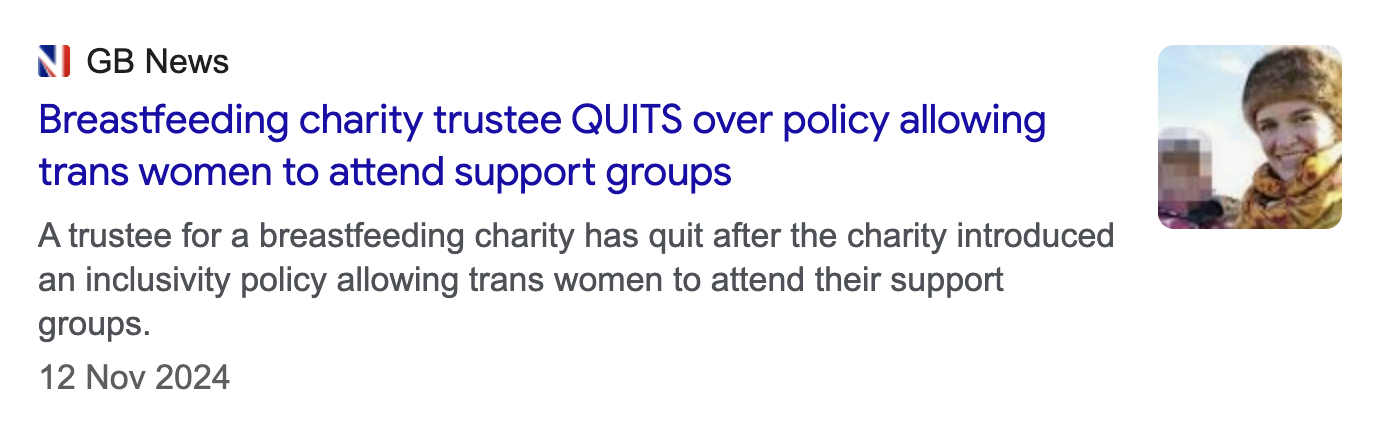 GB News
Breastfeeding charity trustee QUITS over policy allowing
trans women to attend support groups
A trustee for a breastfeeding charity has quit after the charity introduced
an inclusivity policy allowing trans women to attend their support
groups.
12 Nov 2024